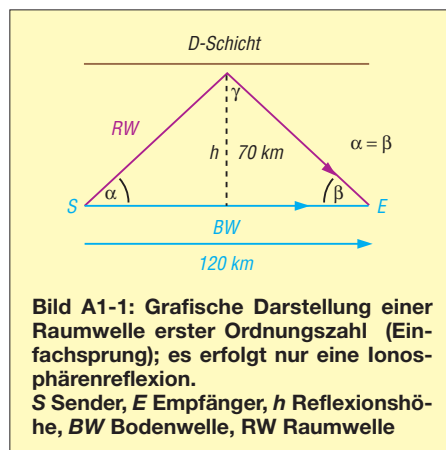 D-Schicht
RW
γ
h
70 km
α = β
α
β
S
E
BW
120 km
Bild A1-1: Grafische Darstellung einer
Raumwelle erster Ordnungszahl (Ein-
fachsprung); es erfolgt nur eine Ionos-
phärenreflexion.
S Sender, E Empfänger, h Reflexionshö-
he, BW Bodenwelle, RW Raumwelle